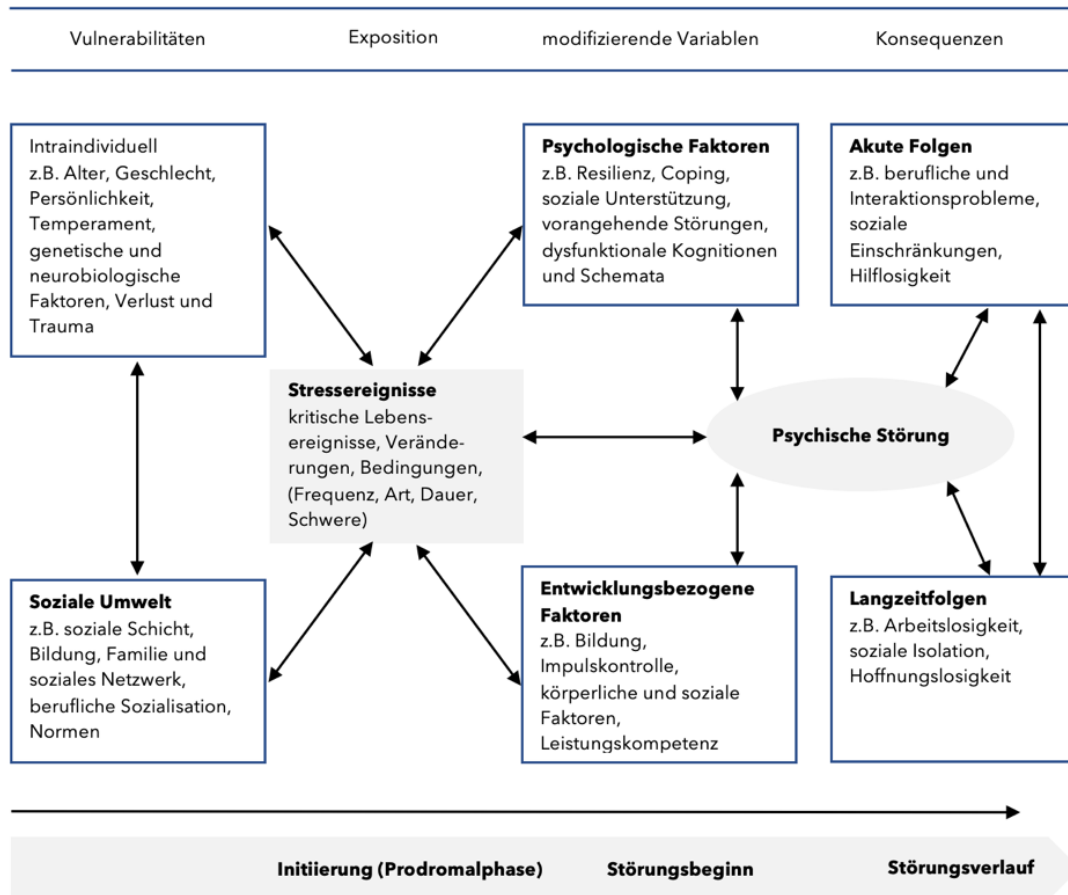 Vulnerabilitäten
Exposition
modifizierende Variablen
Konsequenzen
Intraindividuell
z.B. Alter, Geschlecht,
Persönlichkeit,
Temperament,
genetische und
neurobiologische
Faktoren, Verlust und
Trauma
Psychologische Faktoren
z.B. Resilienz, Coping,
soziale Unterstützung,
vorangehende Störungen,
dysfunktionale Kognitionen
und Schemata
Akute Folgen
z.B. berufliche und
Interaktionsprobleme,
soziale
Einschränkungen,
Hilflosigkeit
Stressereignisse
kritische Lebens-
ereignisse, Verände-
rungen, Bedingungen,
(Frequenz, Art, Dauer,
Schwere)
Psychische Störung
Soziale Umwelt
z.B. soziale Schicht,
Bildung, Familie und
soziales Netzwerk,
berufliche Sozialisation,
Normen
Entwicklungsbezogene
Faktoren
z.B. Bildung,
Impulskontrolle,
körperliche und soziale
Faktoren,
Leistungskompetenz
Langzeitfolgen
z.B. Arbeitslosigkeit,
soziale Isolation,
Hoffnungslosigkeit
Initiierung (Prodromalphase)
Störungsbeginn
Störungsverlauf